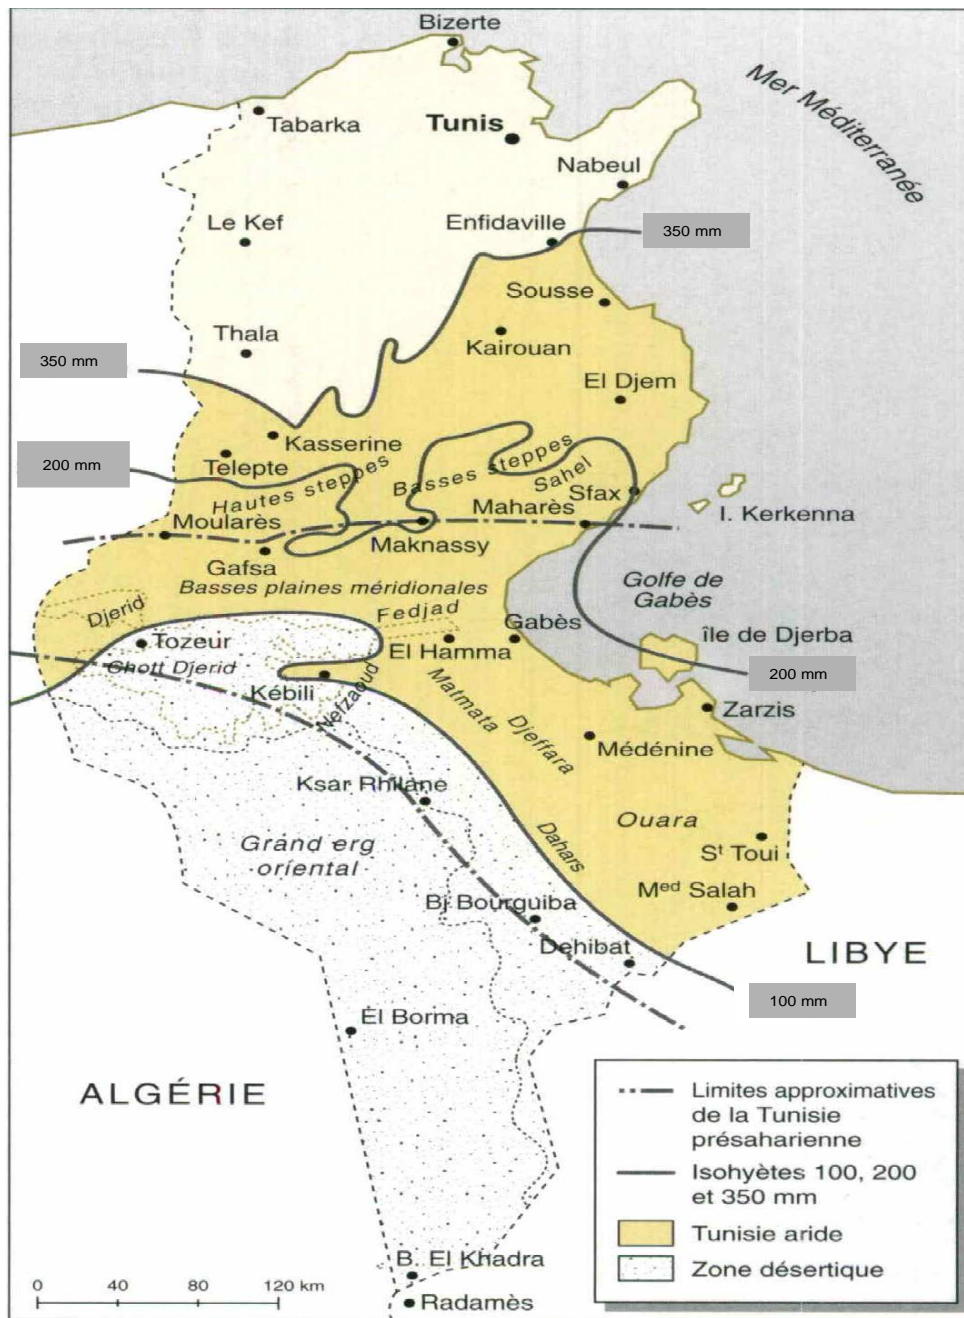 Bizerte
Mer Méditerranée
Tabarka
Tunis
Nabeul
Le Kef
Enfidaville
350 mm
Sousse
Thala
Kairouan
350 mm
El Djem
Kasserine
Telepte
200 mm
Hautes steppes
Basses steppes
Sahel
Sfax
Moularès
Maharès
I. Kerkenna
Maknassy
Gafsa
Basses plaines méridionales
Golfe de
Gabès
Djerid
Fedjad
Tozeur
Gabès
île de Djerba
El Hamma
Chott Djerid
200 mm
Kébili
Nefzaoud
Matmata
Djeffara
Zarzis
Médénine
Ksar Rhilane
Ouara
Grand erg
oriental
Dahars
St Toui
Med Salah
Bj Bourguiba
Dehibat
LIBYE
100 mm
El Borma
ALGÉRIE
Limites approximatives
de la Tunisie
présaharienne
Isohyètes 100, 200
et 350 mm
Tunisie aride
Zone désertique
B. El Khadra
Radamès
0 40 80 120 km